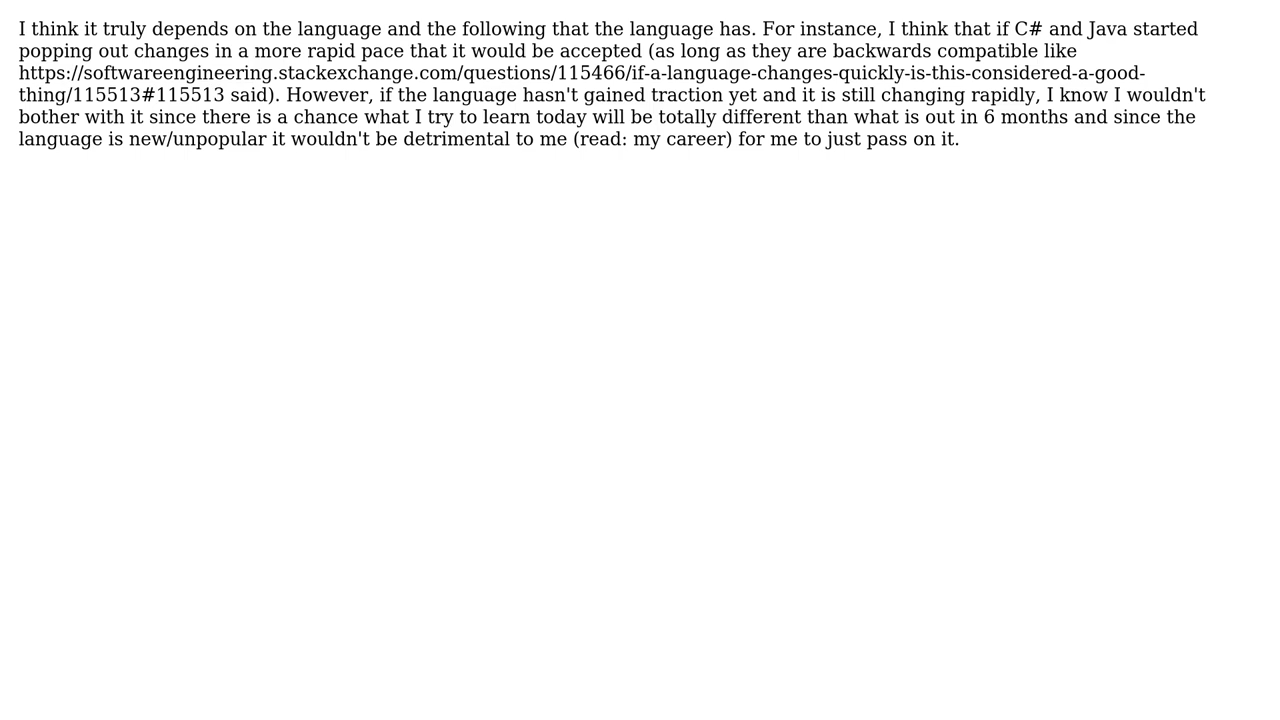 I think it truly depends on the language and the following that the language has. For instance, I think that if C# and Java started
popping out changes in a more rapid pace that it would be accepted (as long as they are backwards compatible like
https://softwareengineering.stackexchange.com/questions/115466/if-a-language-changes-quickly-is-this-considered-a-good-
thing/115513#115513 said). However, if the language hasn't gained traction yet and it is still changing rapidly, I know I wouldn't
bother with it since there is a chance what I try to learn today will be totally different than what is out in 6 months and since the
language is new/unpopular it wouldn't be detrimental to me (read: my career) for me to just pass on it.